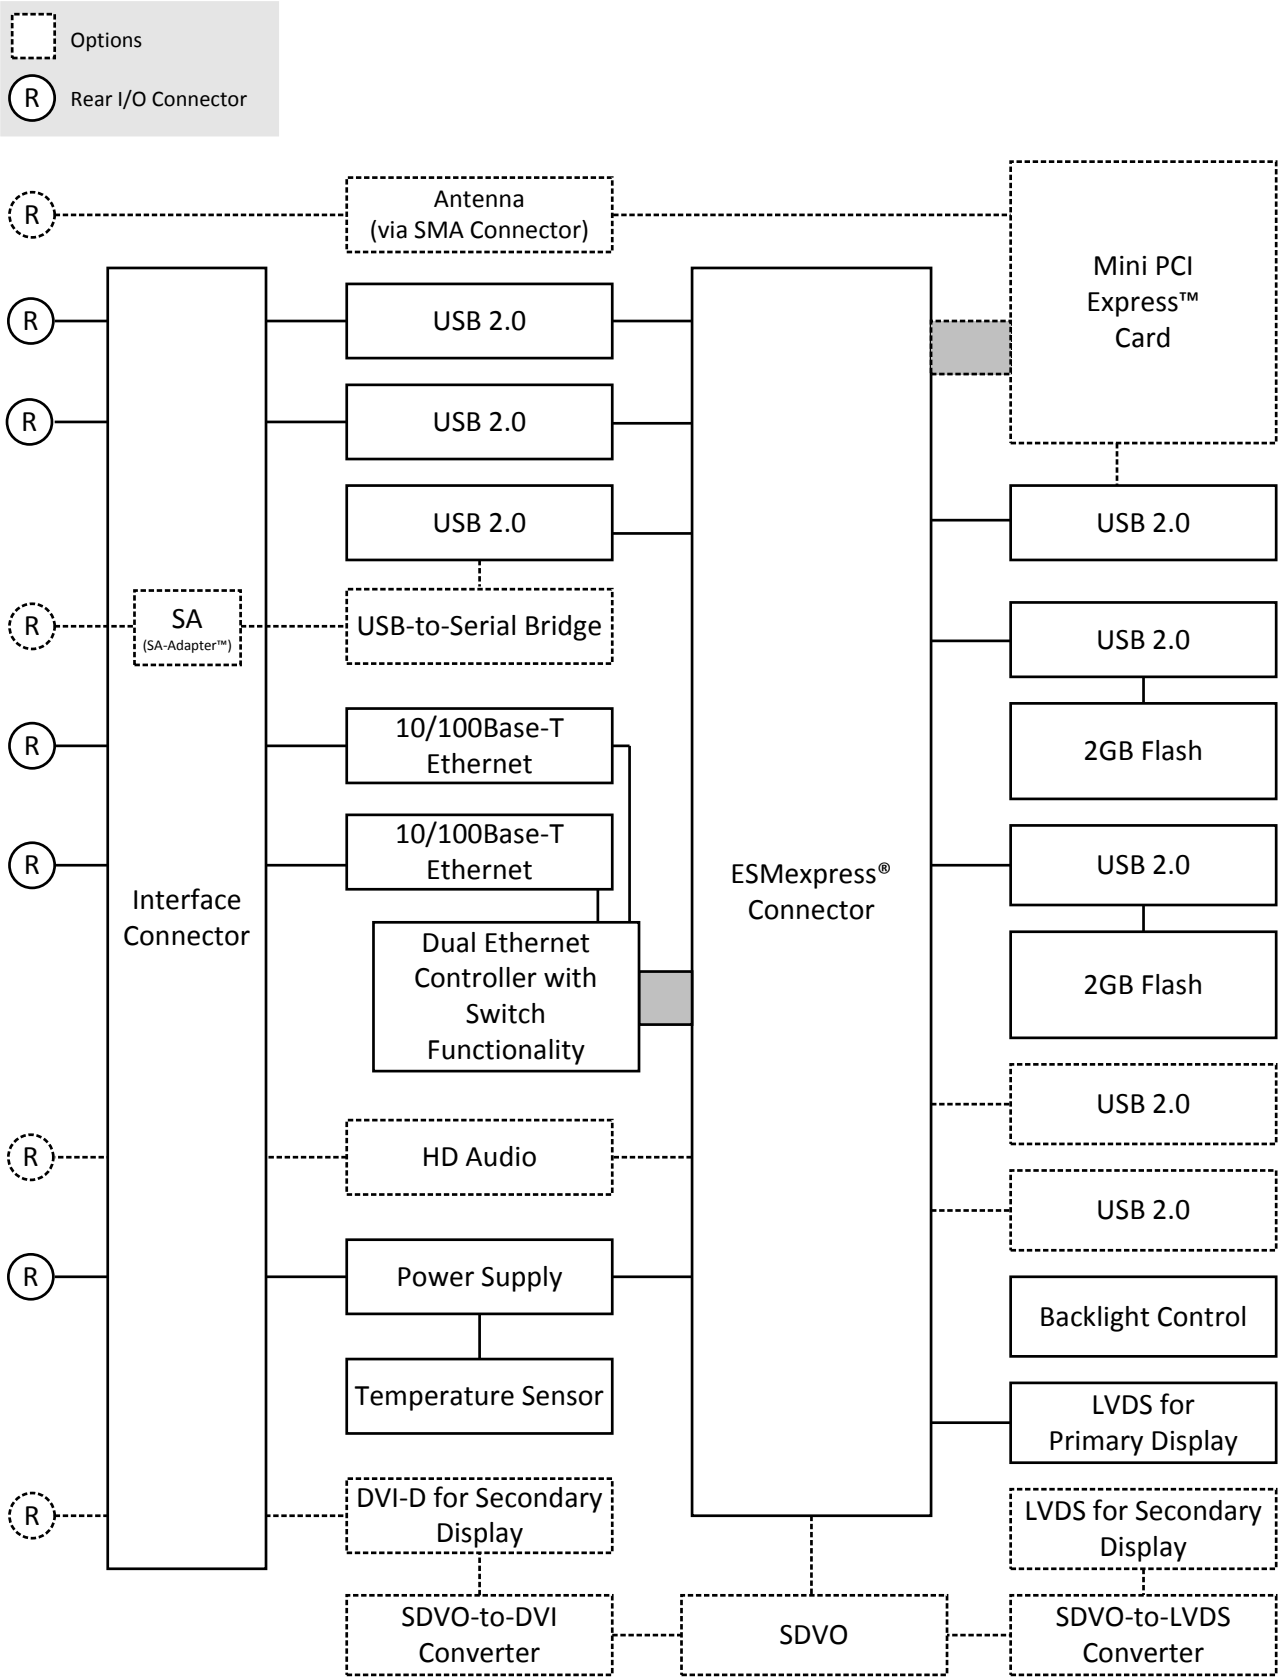 Options
R
Rear I/O Connector
R
Antenna
(via SMA Connector)
Mini PCI
Express™
Card
R
USB 2.0
R
USB 2.0
USB 2.0
USB 2.0
R
SA
(SA-Adapter™)
USB-to-Serial Bridge
USB 2.0
2GB Flash
R
10/100Base-T
Ethernet
R
10/100Base-T
Ethernet
USB 2.0
Interface
Connector
ESMexpress®
Connector
Dual Ethernet
Controller with
Switch
Functionality
2GB Flash
USB 2.0
R
HD Audio
USB 2.0
R
Power Supply
Backlight Control
Temperature Sensor
LVDS for
Primary Display
R
DVI-D for Secondary
Display
LVDS for Secondary
Display
SDVO-to-DVI
Converter
SDVO
SDVO-to-LVDS
Converter